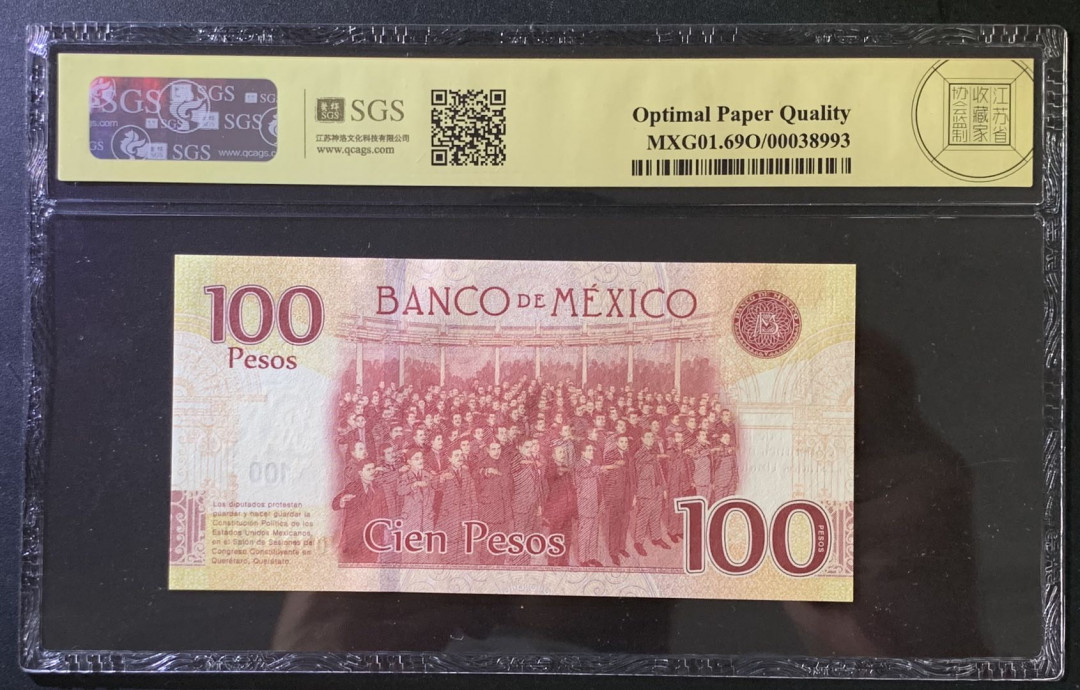 SGS
SGS
SGS
SGS
www.qcags.c
SGS
江苏神洛文化科技有限公司
www.qcags.com
Optimal Paper Quality
MXG01.69O/00038993
江苏省
收藏家
协会监制
100
Pesos
BANCO DE MÉXICO
BANCO DE MÉXICO
Los diputados protestan
guardar y hacer guardar la
Constitución Política de los
Estados Unidos Mexicanos,
en el Salón de Sesiones del
Congreso Constituyente en
Querétaro, Querétaro.
Cien Pesos
100
PESOS